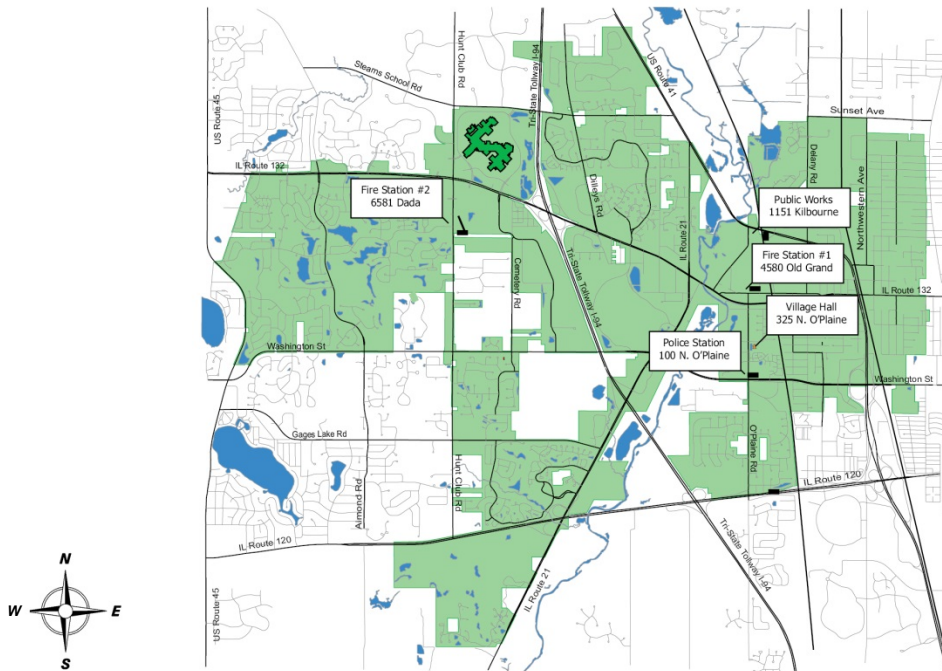 Hunt Club Rd
Tri-State Tollway I-94
US Route 41
Stearns School Rd
US Route 45
Sunset Ave
IL Route 132
Fire Station #2
6581 Dada
Dilleys Rd
Delany Rd
Northwestern Ave
Public Works
1151 Kilbourne
IL Route 21
Fire Station #1
4580 Old Grand
Cemetery Rd
Tri-State Tollway I-94
IL Route 132
Village Hall
325 N. O'Plaine
Washington St
Police Station
100 N. O'Plaine
Washington St
Gages Lake Rd
Almond Rd
Hunt Club Rd
O'Plaine Rd
IL Route 120
IL Route 120
Tri-State Tollway I-94
IL Route 21
US Route 45
N
W
E
S